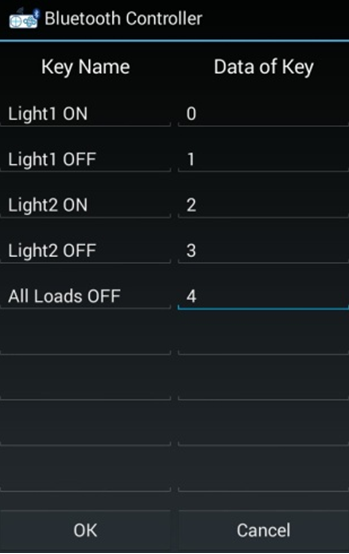 Bluetooth Controller
Key Name Data of Key
Light1 ON 0
Light1 OFF 1
Light2 ON 2
Light2 OFF 3
All Loads OFF 4
OK Cancel